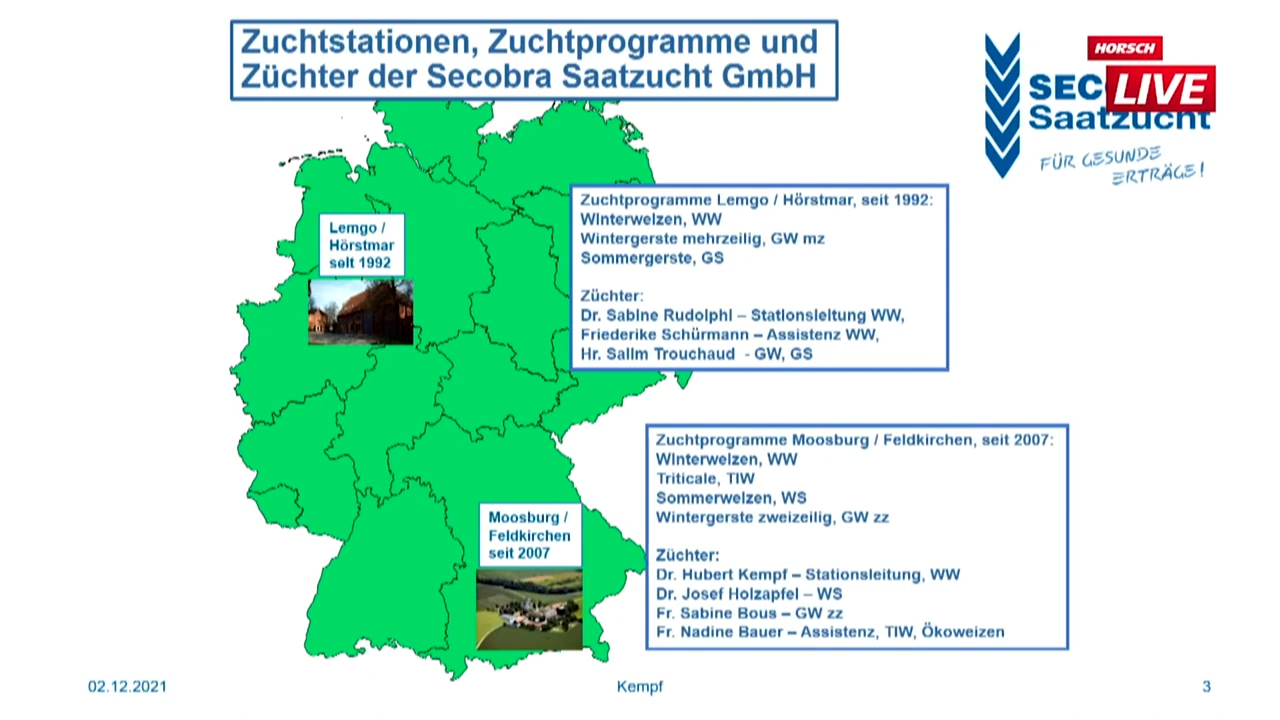 Zuchtstationen, Zuchtprogramme und
Züchter der Secobra Saatzucht GmbH
HORSCH
LIVE
SEC
Saatzucht
FÜR GESUNDE
ERTRÄGE!
Lemgo /
Hörstmar
seit 1992
Zuchtprogramme Lemgo / Hörstmar, seit 1992:
Winterweizen, WW
Wintergerste mehrzeilig, GW mz
Sommergerste, GS
Züchter:
Dr. Sabine Rudolphi – Stationsleitung WW,
Friederike Schürmann – Assistenz WW,
Hr. Salim Trouchaud - GW, GS
Moosburg /
Feldkirchen
seit 2007
Zuchtprogramme Moosburg / Feldkirchen, seit 2007:
Winterweizen, WW
Triticale, TIW
Sommerweizen, WS
Wintergerste zweizeilig, GW zz
Züchter:
Dr. Hubert Kempf – Stationsleitung, WW
Dr. Josef Holzapfel – WS
Fr. Sabine Bous – GW zz
Fr. Nadine Bauer – Assistenz, TIW, Ökoweizen
02.12.2021
Kempf
3